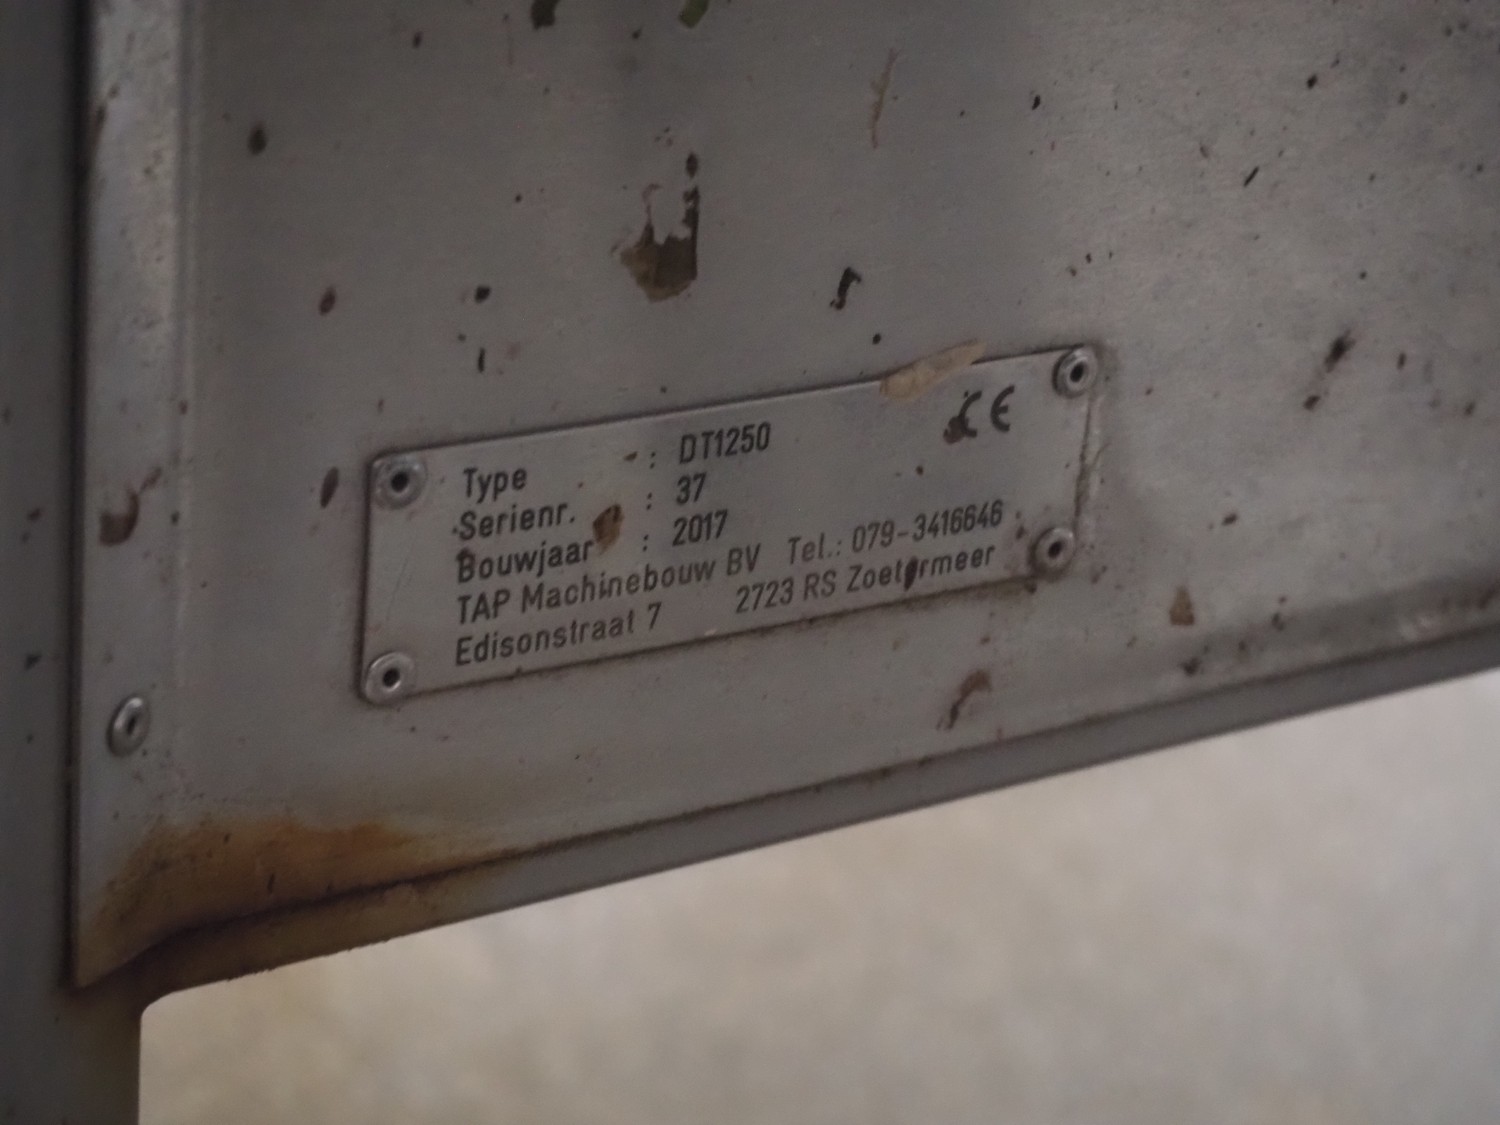 Type : DT1250 CE
Serienr. : 37
Bouwjaar : 2017
TAP Machinebouw BV Tel.: 079-3416646
Edisonstraat 7 2723 RS Zoetermeer